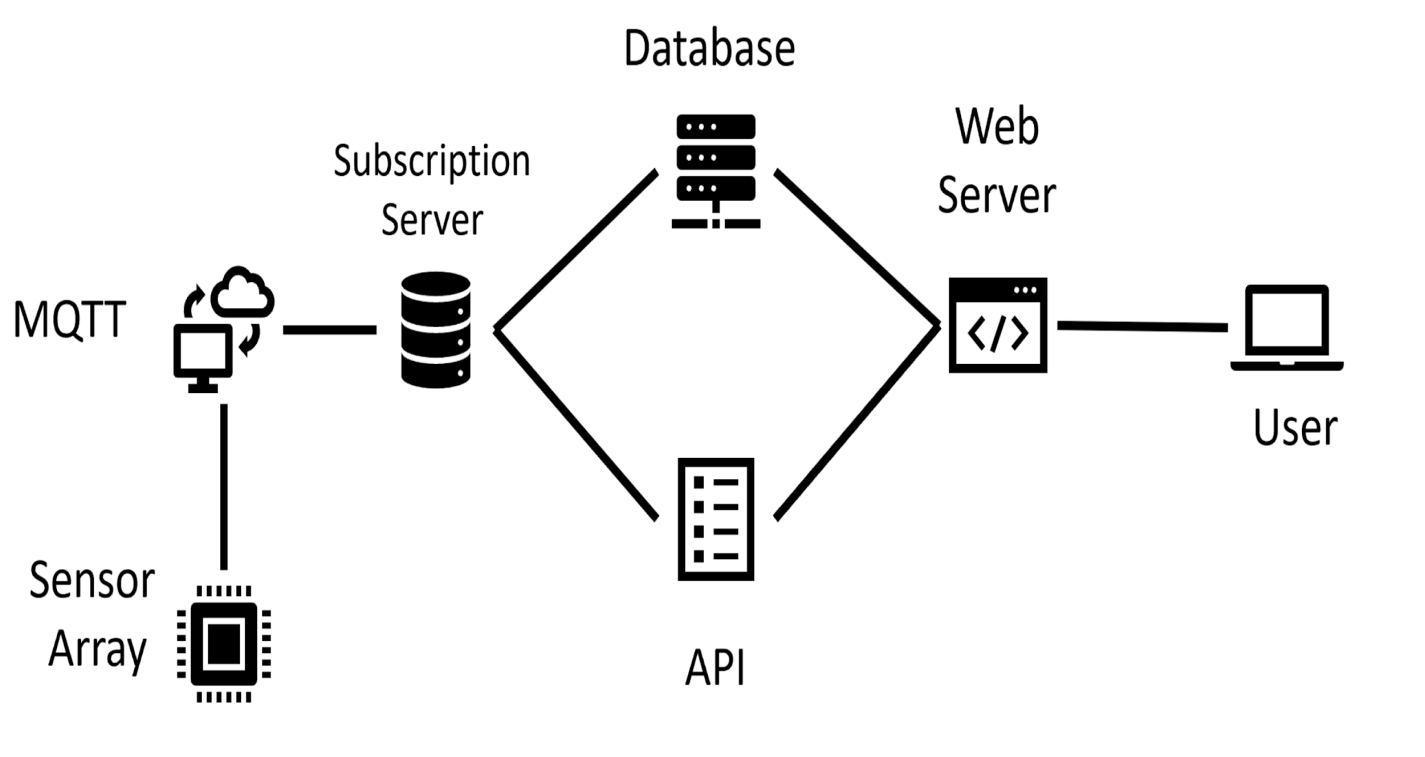 Database
Web
Server
Subscription
Server
MQTT
</>
User
Sensor
Array
API